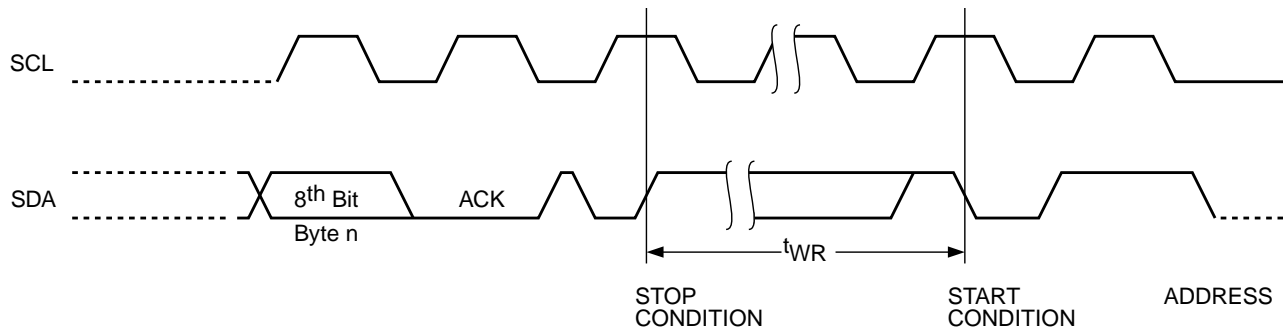 SCL
SDA
8th Bit
Byte n
ACK
tWR
STOP
CONDITION
START
CONDITION
ADDRESS